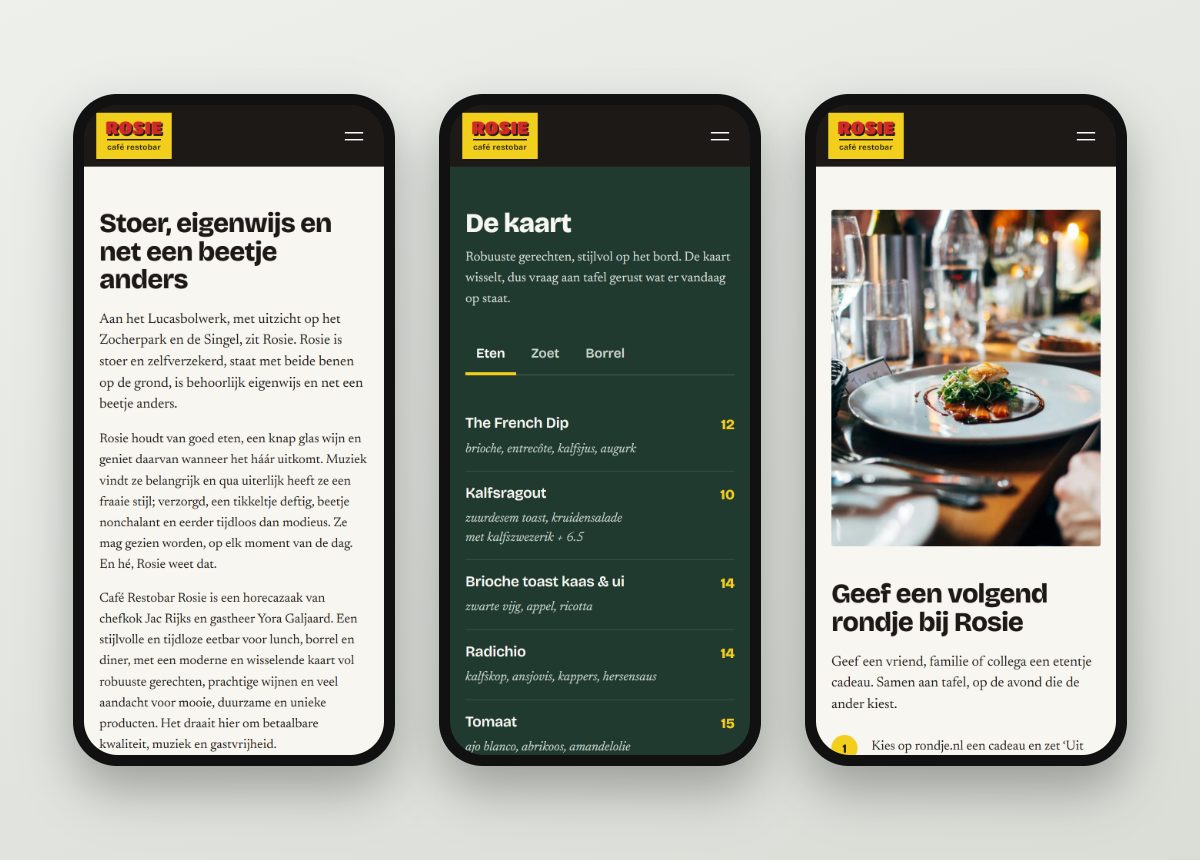 ROSIE
café restobar
Stoer, eigenwijs en
net een beetje
anders
Aan het Lucasbolwerk, met uitzicht op het
Zocherpark en de Singel, zit Rosie. Rosie is
stoer en zelfverzekerd, staat met beide benen
op de grond, is behoorlijk eigenwijs en net een
beetje anders.
Rosie houdt van goed eten, een knap glas wijn en
geniet daarvan wanneer het háár uitkomt. Muziek
vindt ze belangrijk en qua uiterlijk heeft ze een
fraaie stijl; verzorgd, een tikkeltje deftig, beetje
nonchalant en eerder tijdloos dan modieus. Ze
mag gezien worden, op elk moment van de dag.
En hé, Rosie weet dat.
Café Restobar Rosie is een horecazaak van
chefkok Jac Rijks en gastheer Yora Galjaard. Een
stijlvolle en tijdloze eetbar voor lunch, borrel en
diner, met een moderne en wisselende kaart vol
robuuste gerechten, prachtige wijnen en veel
aandacht voor mooie, duurzame en unieke
producten. Het draait hier om betaalbare
kwaliteit, muziek en gastvrijheid.
ROSIE
café restobar
De kaart
Robuuste gerechten, stijlvol op het bord. De kaart
wisselt, dus vraag aan tafel gerust wat er vandaag
op staat.
Eten Zoet Borrel
The French Dip 12
brioche, entrecôte, kalfsjus, augurk
Kalfsragout 10
zuurdesem toast, kruidensalade
met kalfszwezerik + 6.5
Brioche toast kaas & ui 14
zwarte vijg, appel, ricotta
Radichio 14
kalfskop, ansjovis, kappers, hersensaus
Tomaat 15
ajo blanco, abrikoos, amandelolie
ROSIE
café restobar
Geef een volgend
rondje bij Rosie
Geef een vriend, familie of collega een etentje
cadeau. Samen aan tafel, op de avond die de
ander kiest.
1 Kies op rondje.nl een cadeau en zet ‘Uit